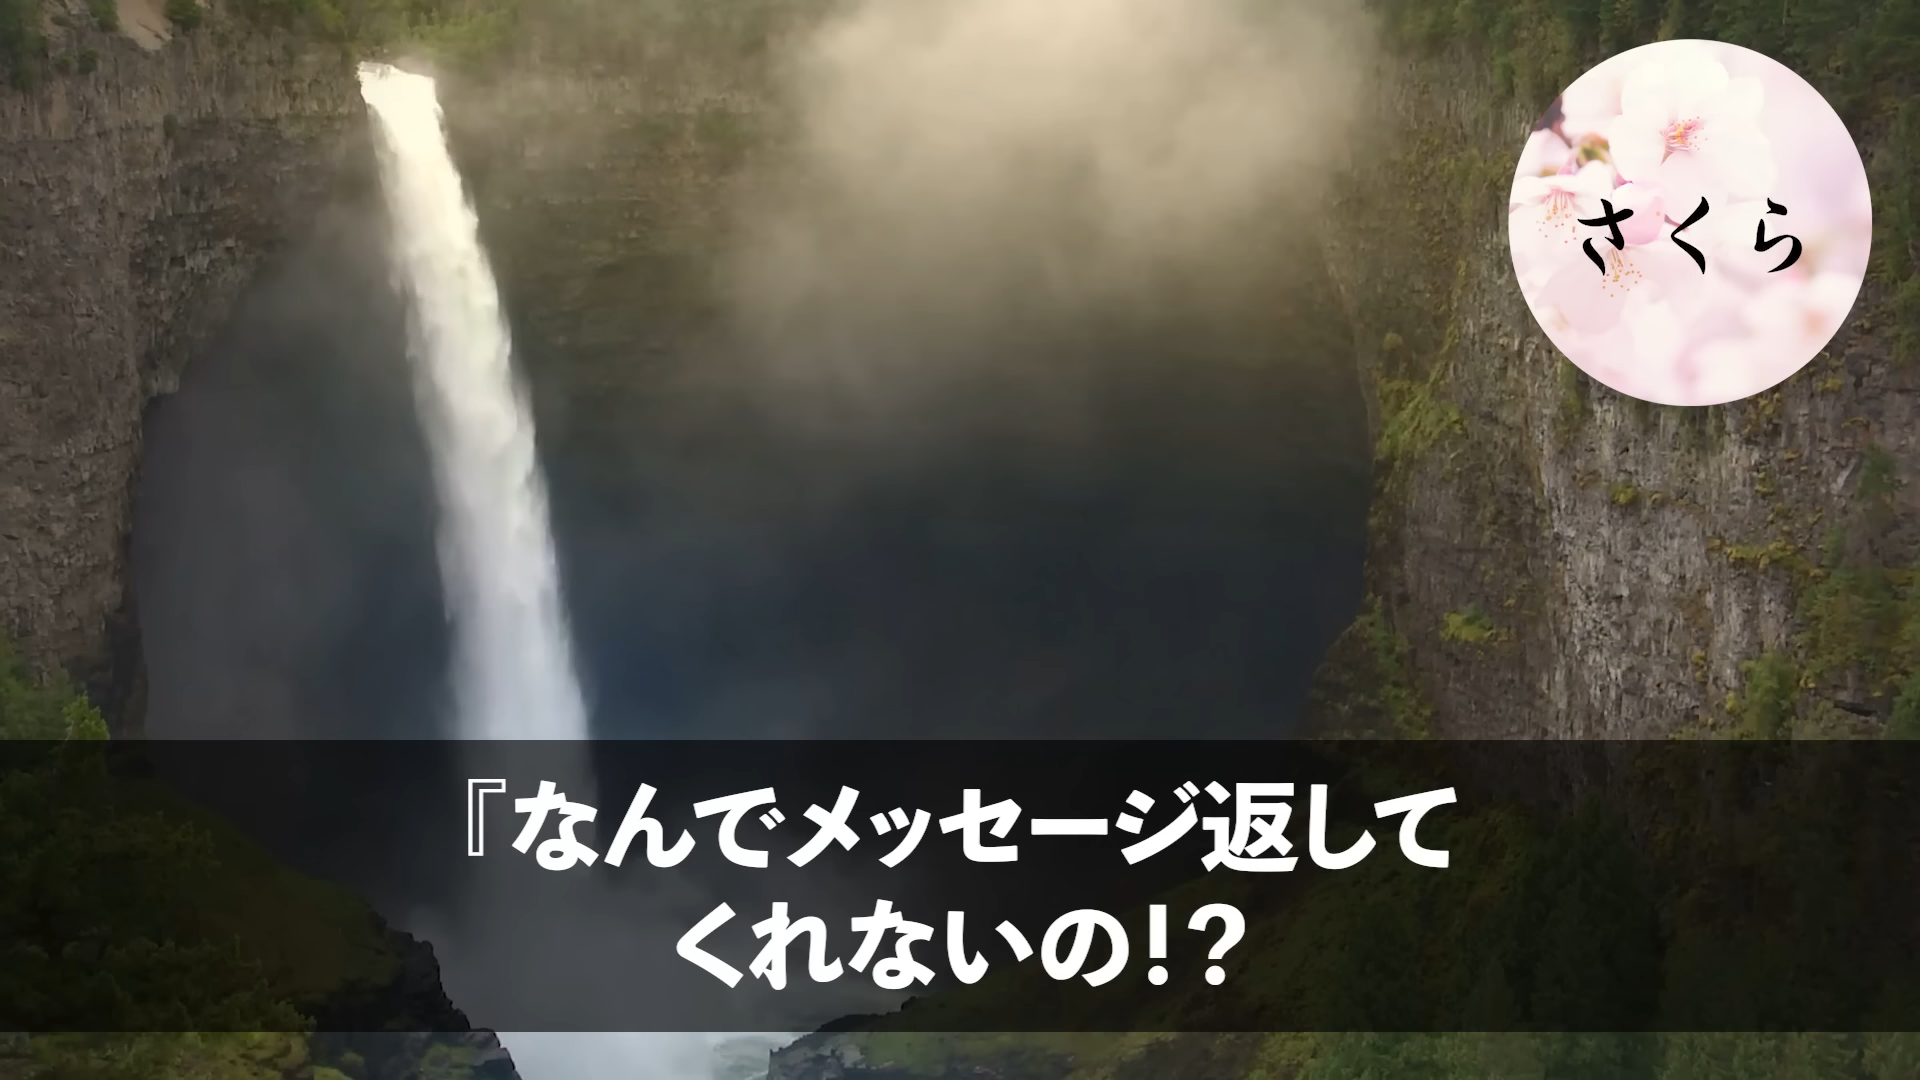 さくら
『なんでメッセージ返して
くれないの！？